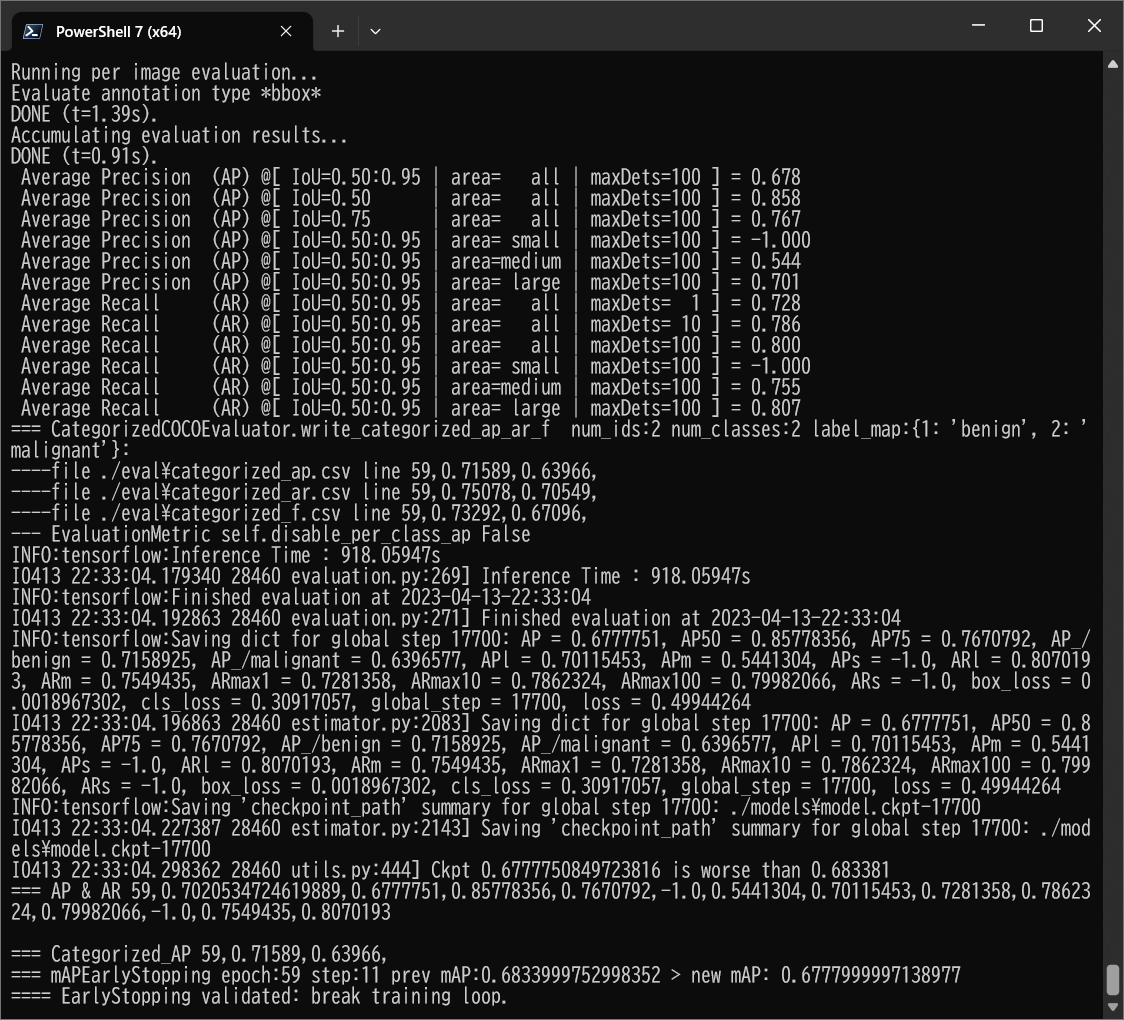 PowerShell 7 (x64)
Running per image evaluation...
Evaluate annotation type *bbox*
DONE (t=1.39s).
Accumulating evaluation results...
DONE (t=0.91s).
 Average Precision  (AP) @[ IoU=0.50:0.95 | area=   all | maxDets=100 ] = 0.678
 Average Precision  (AP) @[ IoU=0.50      | area=   all | maxDets=100 ] = 0.858
 Average Precision  (AP) @[ IoU=0.75      | area=   all | maxDets=100 ] = 0.767
 Average Precision  (AP) @[ IoU=0.50:0.95 | area= small | maxDets=100 ] = -1.000
 Average Precision  (AP) @[ IoU=0.50:0.95 | area=medium | maxDets=100 ] = 0.544
 Average Precision  (AP) @[ IoU=0.50:0.95 | area= large | maxDets=100 ] = 0.701
 Average Recall     (AR) @[ IoU=0.50:0.95 | area=   all | maxDets=  1 ] = 0.728
 Average Recall     (AR) @[ IoU=0.50:0.95 | area=   all | maxDets= 10 ] = 0.786
 Average Recall     (AR) @[ IoU=0.50:0.95 | area=   all | maxDets=100 ] = 0.800
 Average Recall     (AR) @[ IoU=0.50:0.95 | area= small | maxDets=100 ] = -1.000
 Average Recall     (AR) @[ IoU=0.50:0.95 | area=medium | maxDets=100 ] = 0.755
 Average Recall     (AR) @[ IoU=0.50:0.95 | area= large | maxDets=100 ] = 0.807
=== CategorizedCOCOEvaluator.write_categorized_ap_ar_f  num_ids:2 num_classes:2 label_map:{1: 'benign', 2: '
malignant'}:
----file ./eval¥categorized_ap.csv line 59,0.71589,0.63966,
----file ./eval¥categorized_ar.csv line 59,0.75078,0.70549,
----file ./eval¥categorized_f.csv line 59,0.73292,0.67096,
--- EvaluationMetric self.disable_per_class_ap False
INFO:tensorflow:Inference Time : 918.05947s
I0413 22:33:04.179340 28460 evaluation.py:269] Inference Time : 918.05947s
INFO:tensorflow:Finished evaluation at 2023-04-13-22:33:04
I0413 22:33:04.192863 28460 evaluation.py:271] Finished evaluation at 2023-04-13-22:33:04
INFO:tensorflow:Saving dict for global step 17700: AP = 0.6777751, AP50 = 0.85778356, AP75 = 0.7670792, AP_/
benign = 0.7158925, AP_/malignant = 0.6396577, APl = 0.70115453, APm = 0.5441304, APs = -1.0, ARl = 0.807019
3, ARm = 0.7549435, ARmax1 = 0.7281358, ARmax10 = 0.7862324, ARmax100 = 0.79982066, ARs = -1.0, box_loss = 0
.0018967302, cls_loss = 0.30917057, global_step = 17700, loss = 0.49944264
I0413 22:33:04.196863 28460 estimator.py:2083] Saving dict for global step 17700: AP = 0.6777751, AP50 = 0.8
5778356, AP75 = 0.7670792, AP_/benign = 0.7158925, AP_/malignant = 0.6396577, APl = 0.70115453, APm = 0.5441
304, APs = -1.0, ARl = 0.8070193, ARm = 0.7549435, ARmax1 = 0.7281358, ARmax10 = 0.7862324, ARmax100 = 0.799
82066, ARs = -1.0, box_loss = 0.0018967302, cls_loss = 0.30917057, global_step = 17700, loss = 0.49944264
INFO:tensorflow:Saving 'checkpoint_path' summary for global step 17700: ./models¥model.ckpt-17700
I0413 22:33:04.227387 28460 estimator.py:2143] Saving 'checkpoint_path' summary for global step 17700: ./mod
els¥model.ckpt-17700
I0413 22:33:04.298362 28460 utils.py:444] Ckpt 0.6777750849723816 is worse than 0.683381
=== AP & AR 59,0.7020534724619889,0.6777751,0.85778356,0.7670792,-1.0,0.5441304,0.70115453,0.7281358,0.78623
24,0.79982066,-1.0,0.7549435,0.8070193
=== Categorized_AP 59,0.71589,0.63966,
=== mAPEarlyStopping epoch:59 step:11 prev mAP:0.6833999752998352 > new mAP: 0.6777999997138977
==== EarlyStopping validated: break training loop.